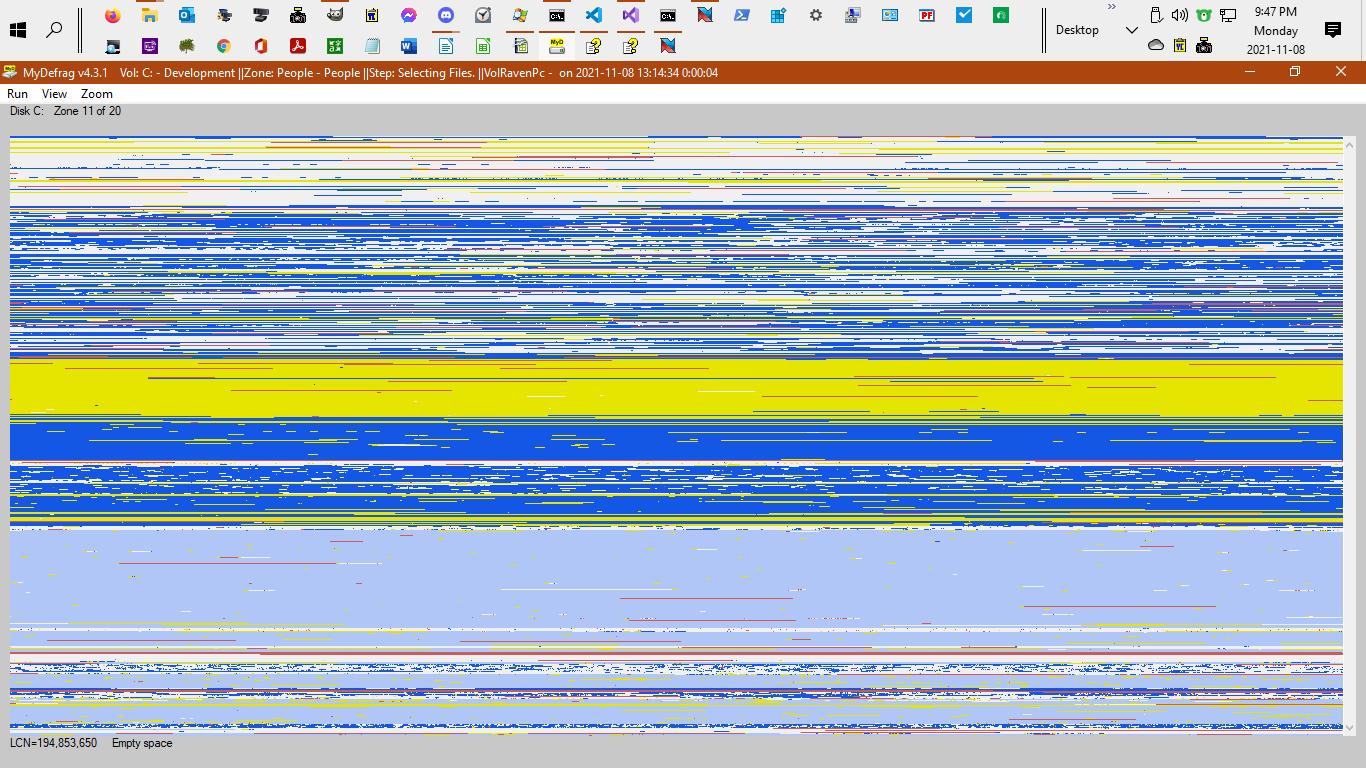 9:47 PM
Desktop
Monday
2021-11-08
MyDefrag v4.3.1 Vol: C: - Development ||Zone: People - People ||Step: Selecting Files. ||VolRavenPc - on 2021-11-08 13:14:34 0:00:04
Run View Zoom
Disk C: Zone 11 of 20
LCN=194,853,650 Empty space